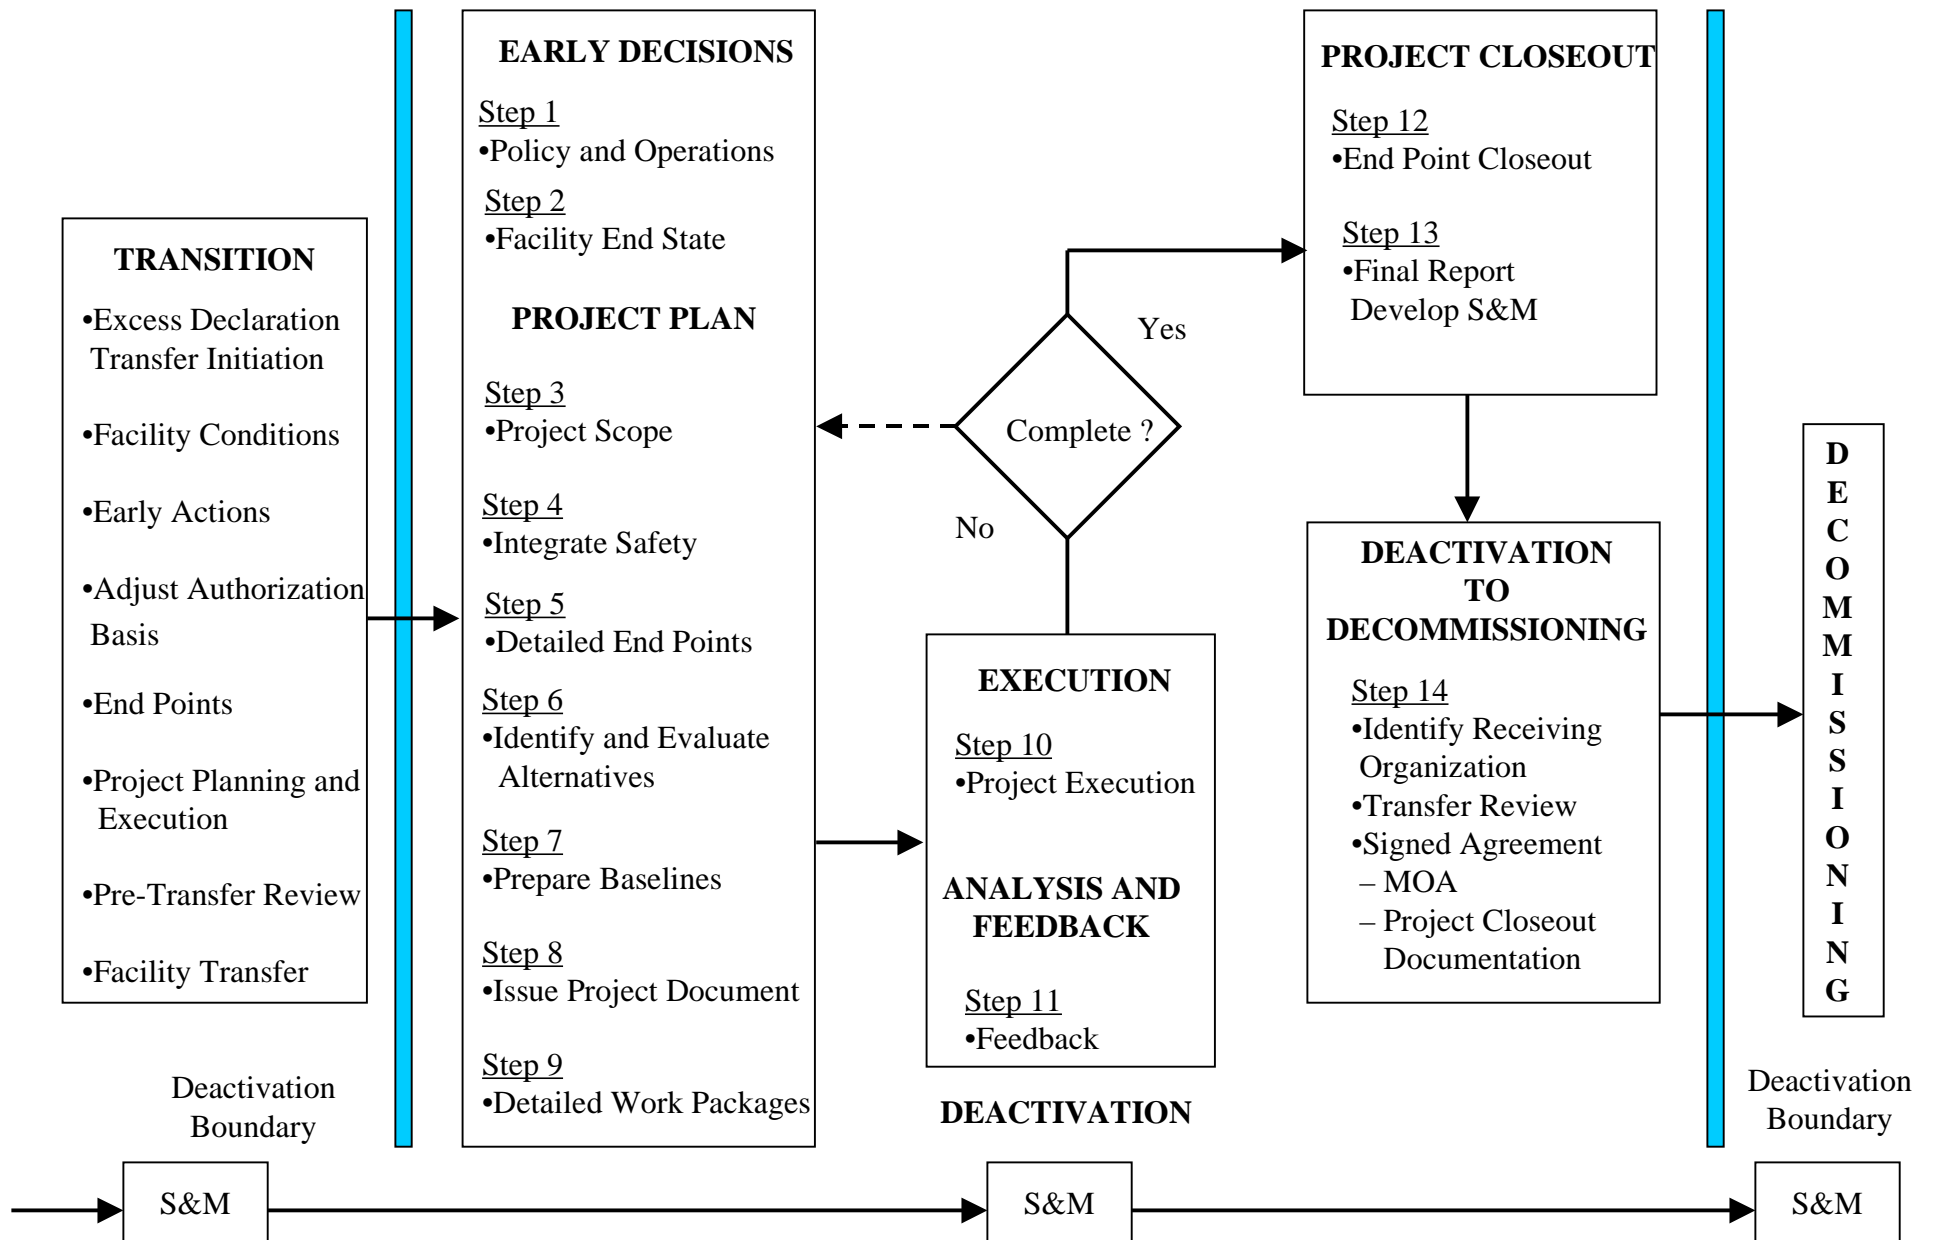 TRANSITION
•Excess Declaration
Transfer Initiation
•Facility Conditions
•Early Actions
•Adjust Authorization
Basis
•End Points
•Project Planning and
Execution
•Pre-Transfer Review
•Facility Transfer
Deactivation
Boundary
EARLY DECISIONS
Step 1
•Policy and Operations
Step 2
•Facility End State
PROJECT PLAN
Step 3
•Project Scope
Step 4
•Integrate Safety
Step 5
•Detailed End Points
Step 6
•Identify and Evaluate
Alternatives
Step 7
•Prepare Baselines
Step 8
•Issue Project Document
Step 9
•Detailed Work Packages
Yes
Complete ?
No
EXECUTION
Step 10
•Project Execution
ANALYSIS AND
FEEDBACK
Step 11
•Feedback
DEACTIVATION
PROJECT CLOSEOUT
Step 12
•End Point Closeout
Step 13
•Final Report
Develop S&M
DEACTIVATION
TO
DECOMMISSIONING
Step 14
•Identify Receiving
Organization
•Transfer Review
•Signed Agreement
– MOA
– Project Closeout
Documentation
DECOMMISSIONING
Deactivation
Boundary
S&M
S&M
S&M